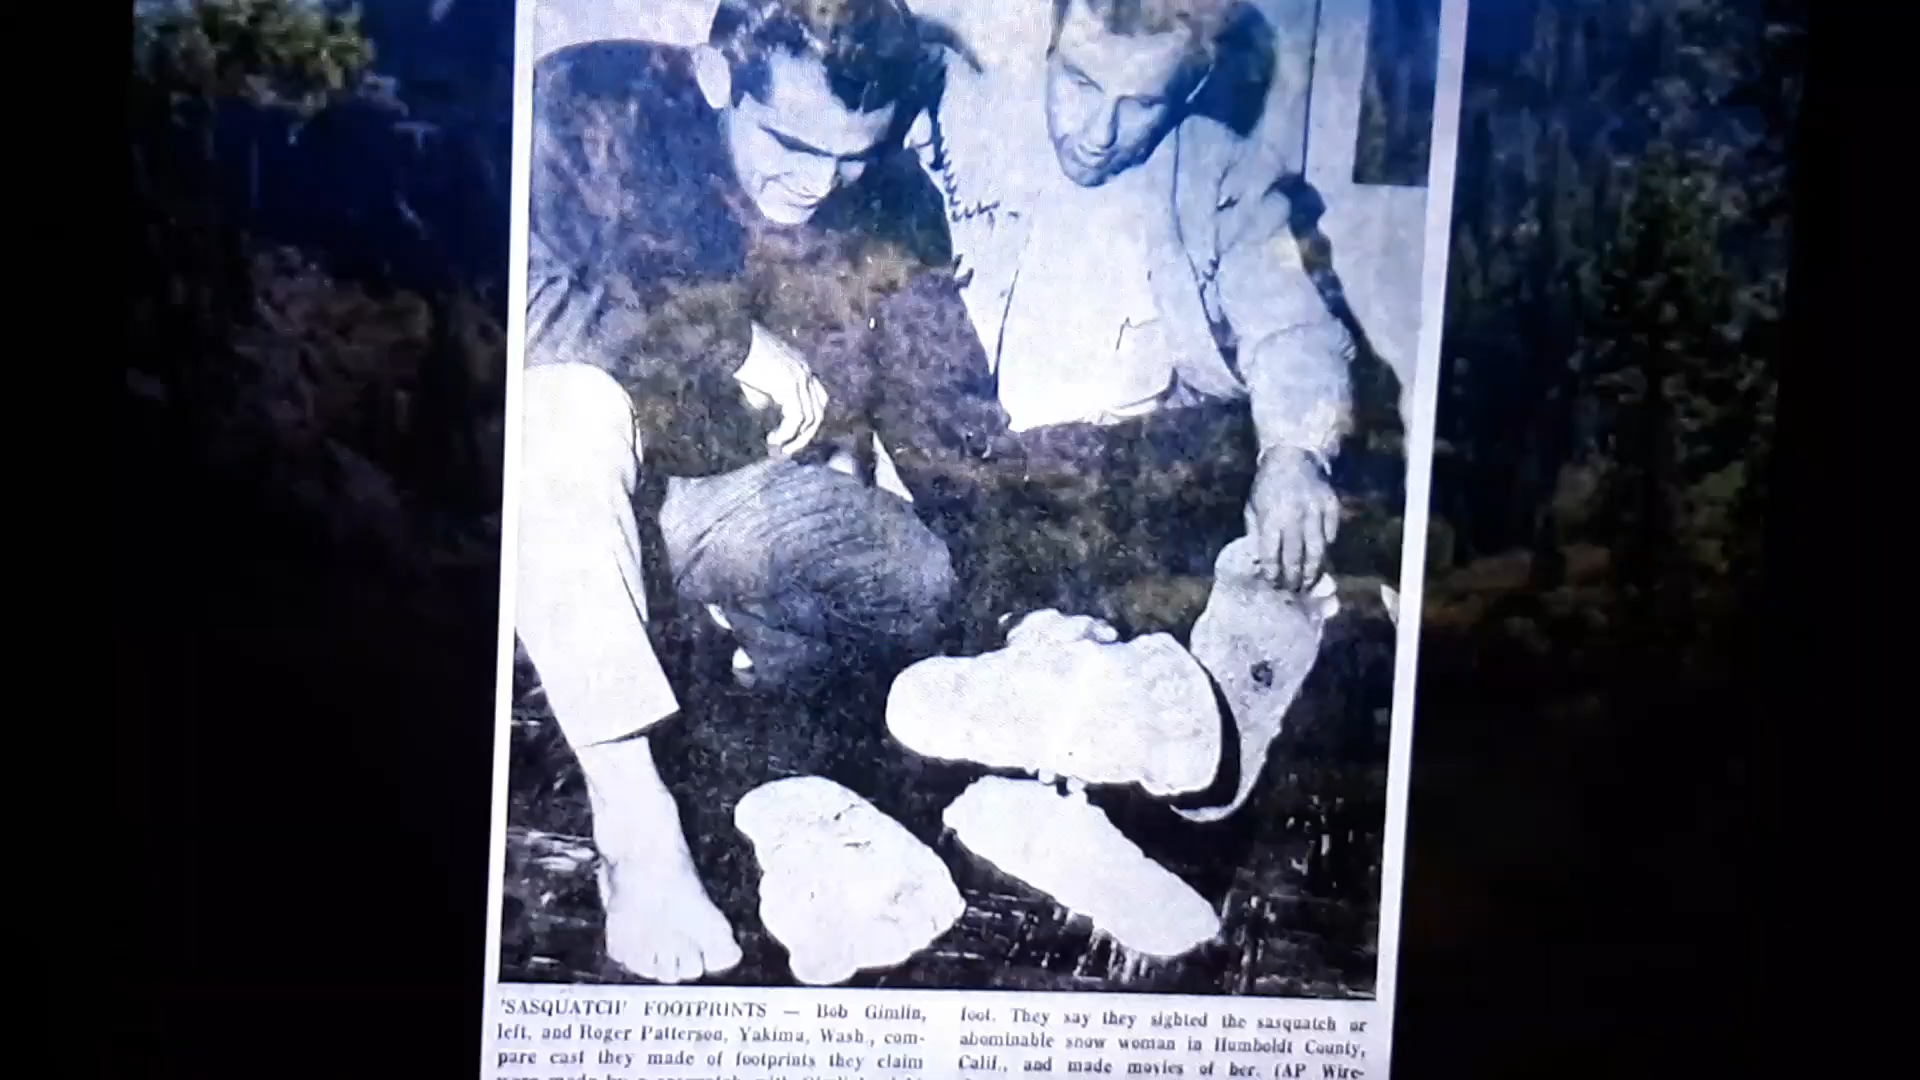 'SASQUATCH' FOOTPRINTS — Bob Gimlin,
left, and Roger Patterson, Yakima, Wash., com-
pare cast they made of footprints they claim
foot. They say they sighted the sasquatch or
abominable snow woman in Humboldt County,
Calif., and made movies of her. (AP Wire-